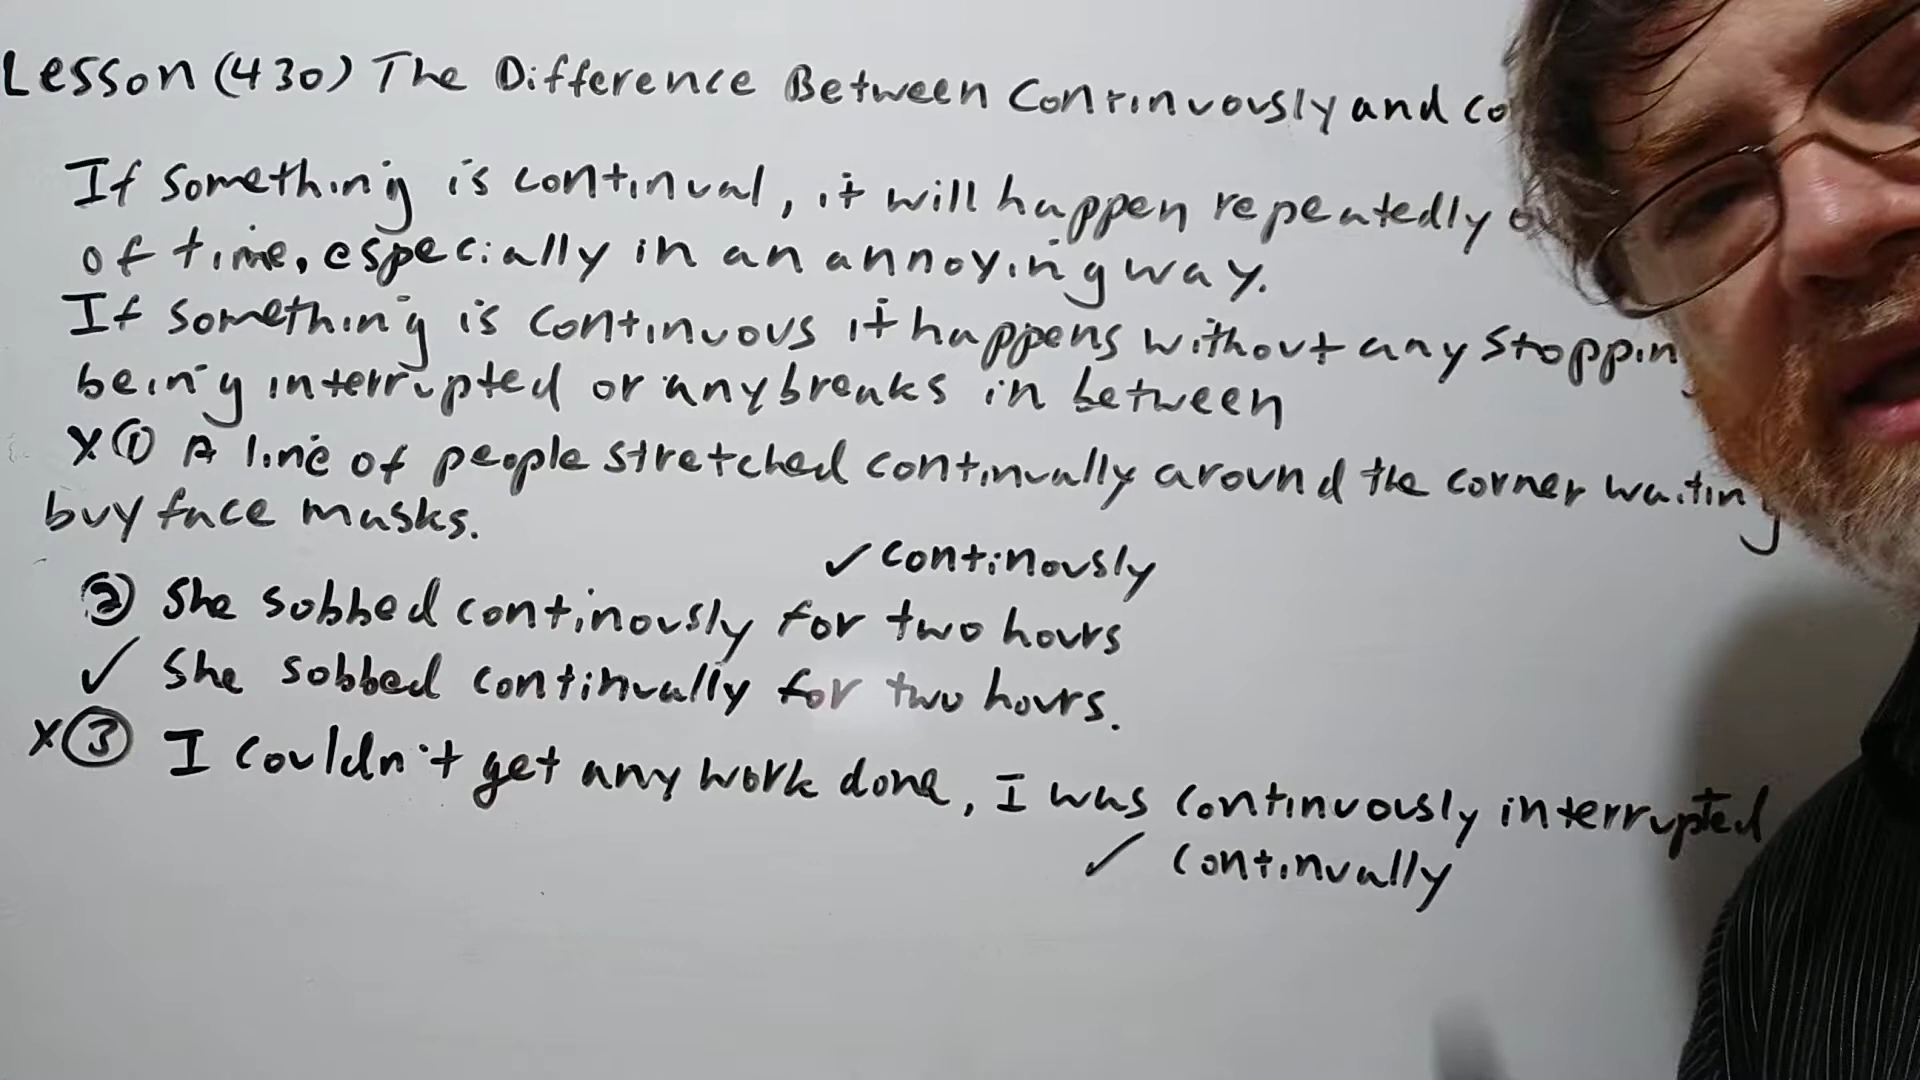 Lesson (430) The Difference Between Continuously and co
If something is continual, it will happen repeatedly
of time, especially in an annoying way.
If something is continuous it happens without any stoppin
being interrupted or any breaks in between
X ① A line of people stretched continually around the corner waiting
buy face masks.
✓ continously
② She sobbed continously for two hours
✓ She sobbed continually for two hours.
X ③ I couldn't get any work done, I was continuously interrupted
✓ continually